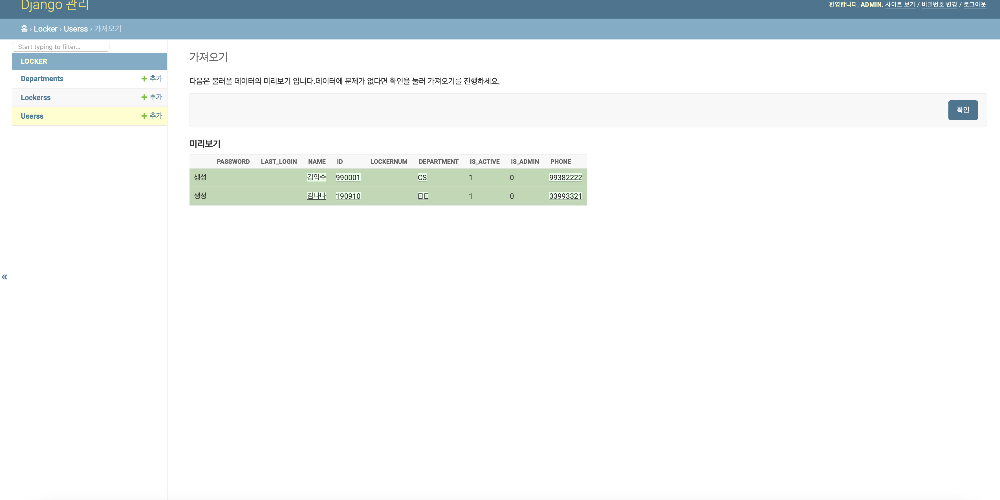 Django 관리
환영합니다, ADMIN. 사이트 보기 / 비밀번호 변경 / 로그아웃
홈 › Locker › Userss › 가져오기
Start typing to filter...
LOCKER
Departments + 추가
Lockerss + 추가
Userss + 추가
«
가져오기
다음은 불러올 데이터의 미리보기 입니다.데이터에 문제가 없다면 확인을 눌러 가져오기를 진행하세요.
확인
미리보기
PASSWORD LAST_LOGIN NAME ID LOCKERNUM DEPARTMENT IS_ACTIVE IS_ADMIN PHONE
생성 김익수 990001 CS 1 0 99382222
생성 김나나 190910 EIE 1 0 33993321